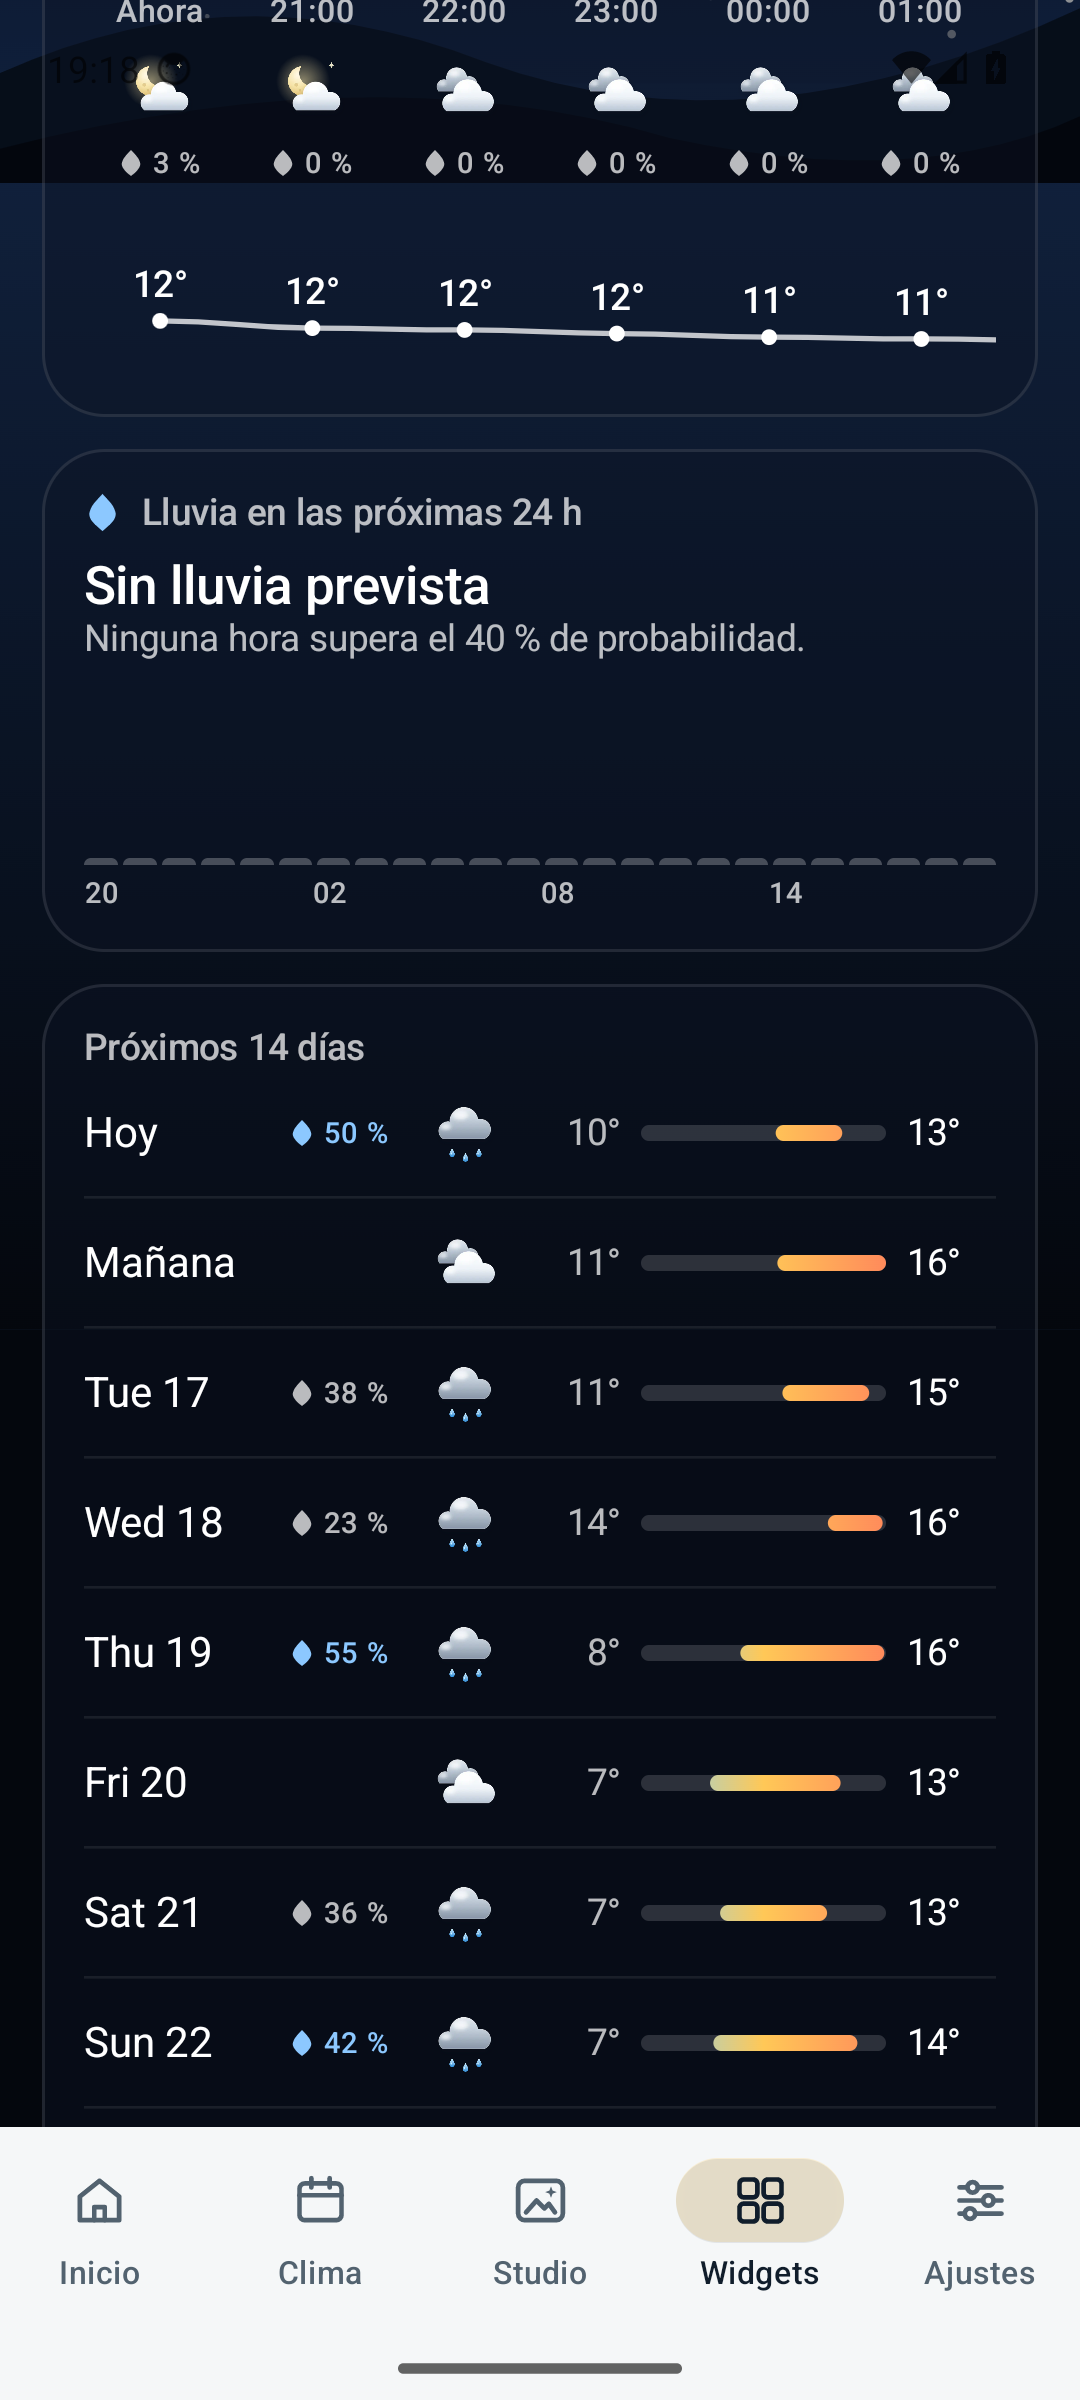 Ahora 21:00 22:00 23:00 00:00 01:00
19:18
3 % 0 % 0 % 0 % 0 % 0 %
12° 12° 12° 12° 11° 11°
Lluvia en las próximas 24 h
Sin lluvia prevista
Ninguna hora supera el 40 % de probabilidad.
20 02 08 14
Próximos 14 días
Hoy 50 % 10° 13°
Mañana 11° 16°
Tue 17 38 % 11° 15°
Wed 18 23 % 14° 16°
Thu 19 55 % 8° 16°
Fri 20 7° 13°
Sat 21 36 % 7° 13°
Sun 22 42 % 7° 14°
Inicio Clima Studio Widgets Ajustes